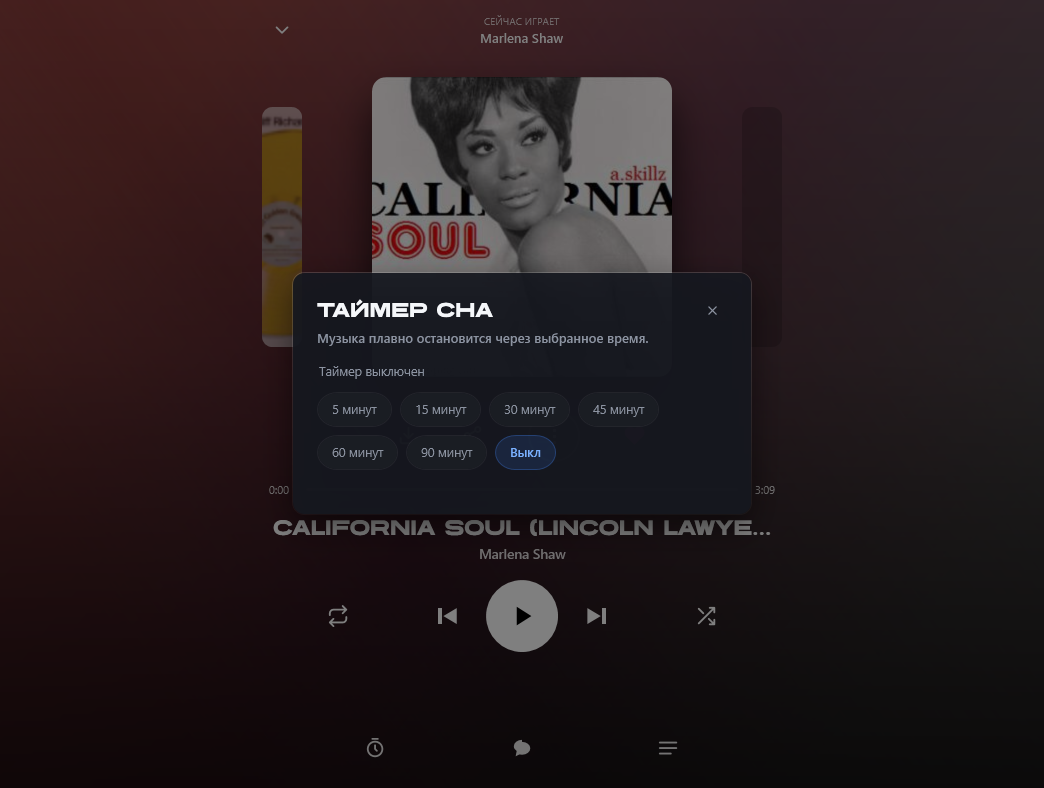 СЕЙЧАС ИГРАЕТ
Marlena Shaw
a.skillz
SOUL
ТАЙМЕР СНА
Музыка плавно остановится через выбранное время.
Таймер выключен
5 минут 15 минут 30 минут 45 минут
60 минут 90 минут Выкл
0:00 3:09
CALIFORNIA SOUL (LINCOLN LAWYE...
Marlena Shaw